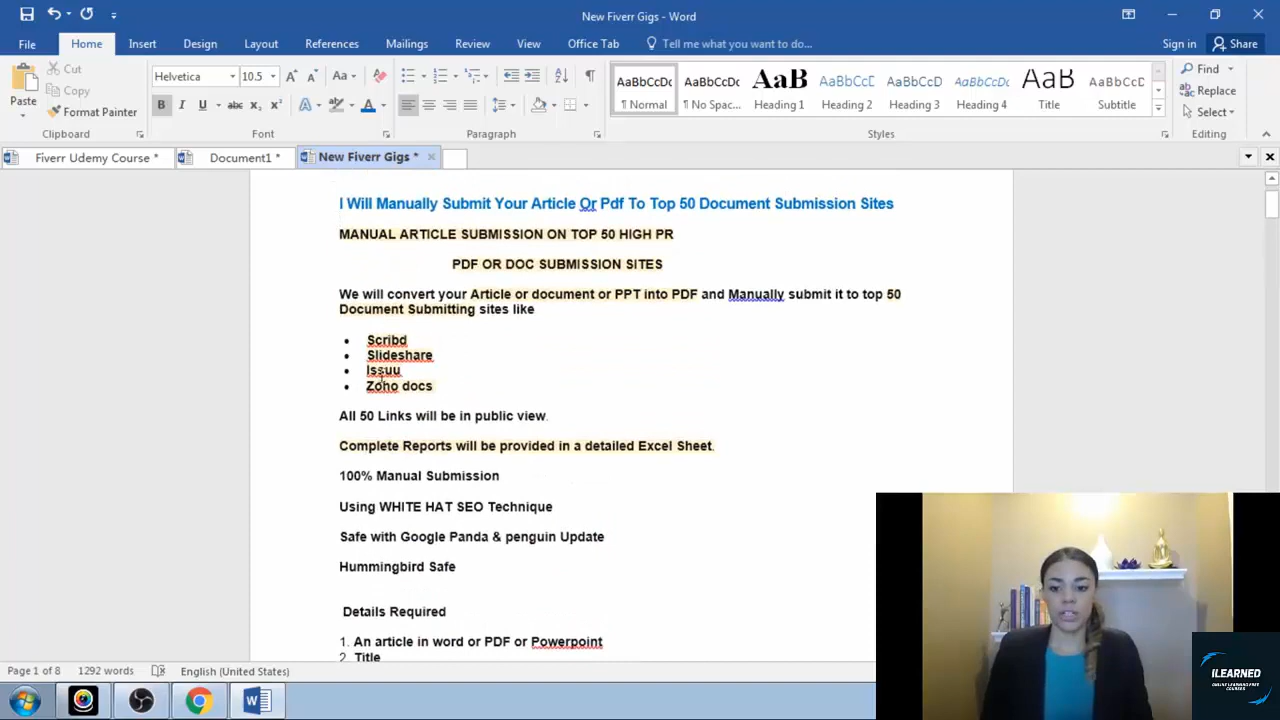 New Fiverr Gigs - Word
File Home Insert Design Layout References Mailings Review View Office Tab Tell me what you want to do... Sign in Share
Paste Cut Copy Format Painter
Clipboard
Helvetica 10.5
Font
Paragraph
AaBbCcDc AaBbCcDc AaB AaBbCcD AaBbCcDc AaBbCcDc AaB AaBbCcDc
¶ Normal ¶ No Spac... Heading 1 Heading 2 Heading 3 Heading 4 Title Subtitle
Styles
Find
Replace
Select
Editing
Fiverr Udemy Course * Document1 * New Fiverr Gigs *
I Will Manually Submit Your Article Or Pdf To Top 50 Document Submission Sites
MANUAL ARTICLE SUBMISSION ON TOP 50 HIGH PR
PDF OR DOC SUBMISSION SITES
We will convert your Article or document or PPT into PDF and Manually submit it to top 50
Document Submitting sites like
• Scribd
• Slideshare
• Issuu
• Zoho docs
All 50 Links will be in public view.
Complete Reports will be provided in a detailed Excel Sheet.
100% Manual Submission
Using WHITE HAT SEO Technique
Safe with Google Panda & penguin Update
Hummingbird Safe
Details Required
1. An article in word or PDF or Powerpoint
2. Title
Page 1 of 8 1292 words English (United States)
ILEARNED
ONLINE LEARNING FREE
COURSES